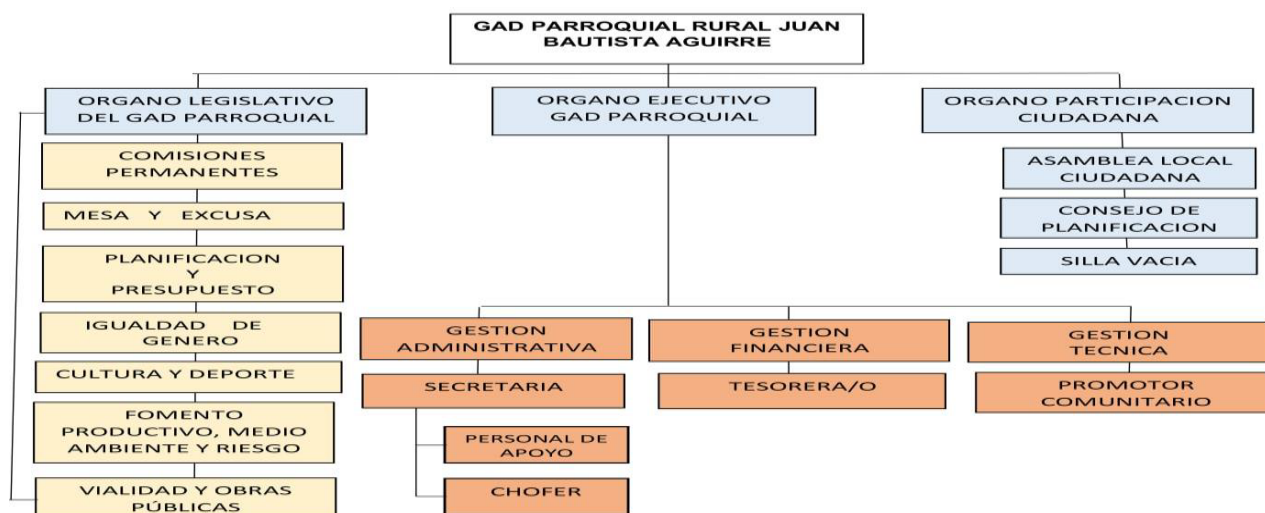 GAD PARROQUIAL RURAL JUAN
BAUTISTA AGUIRRE
ORGANO LEGISLATIVO
DEL GAD PARROQUIAL
ORGANO EJECUTIVO
GAD PARROQUIAL
ORGANO PARTICIPACION
CIUDADANA
COMISIONES
PERMANENTES
MESA Y EXCUSA
PLANIFICACION
Y
PRESUPUESTO
IGUALDAD DE
GENERO
CULTURA Y DEPORTE
FOMENTO
PRODUCTIVO, MEDIO
AMBIENTE Y RIESGO
VIALIDAD Y OBRAS
PÚBLICAS
ASAMBLEA LOCAL
CIUDADANA
CONSEJO DE
PLANIFICACION
SILLA VACIA
GESTION
ADMINISTRATIVA
SECRETARIA
PERSONAL DE
APOYO
CHOFER
GESTION
FINANCIERA
TESORERA/O
GESTION
TECNICA
PROMOTOR
COMUNITARIO